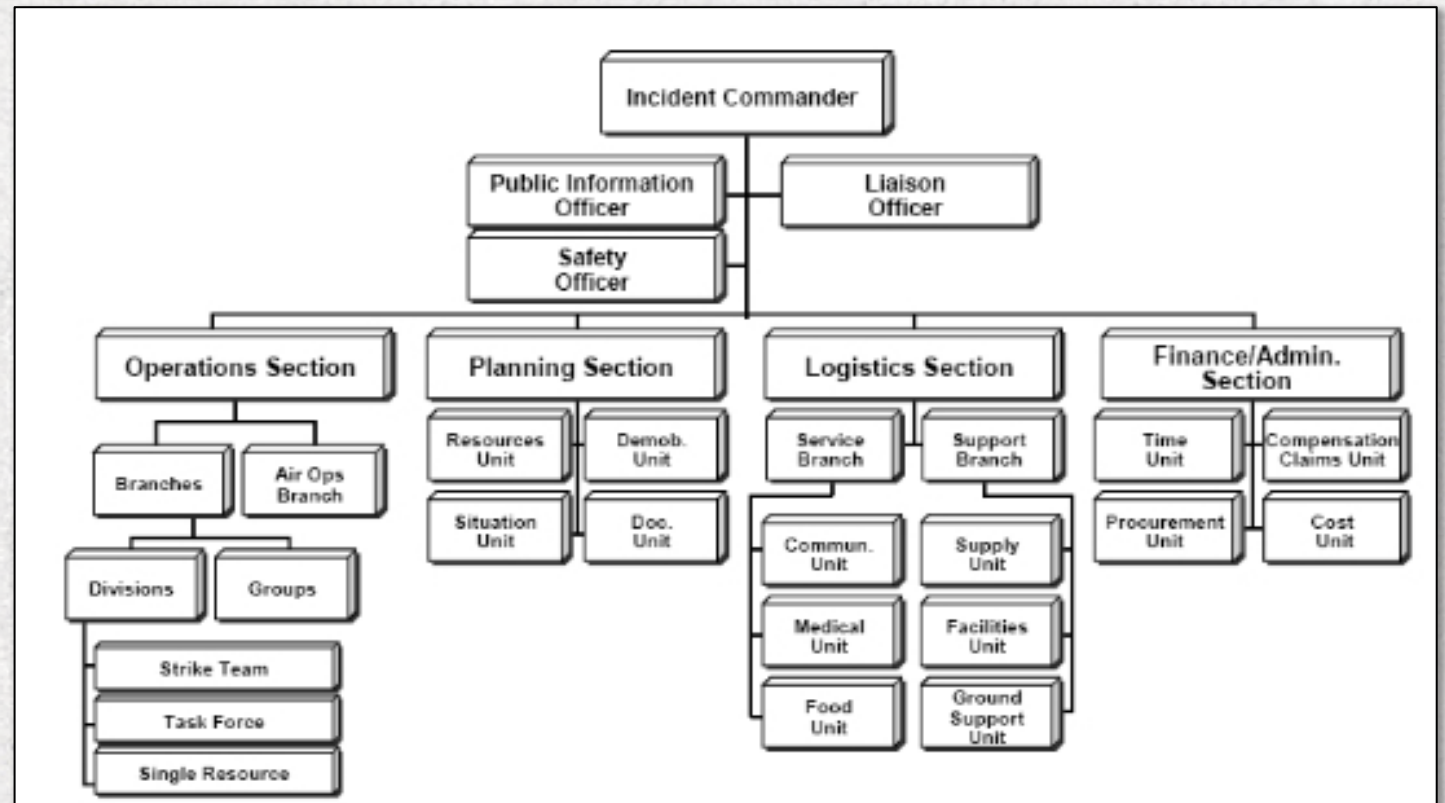 Incident Commander
Public Information
Officer
Liaison
Officer
Safety
Officer
Operations Section
Planning Section
Logistics Section
Finance/Admin.
Section
Branches
Air Ops
Branch
Divisions
Groups
Strike Team
Task Force
Single Resource
Resources
Unit
Demob.
Unit
Situation
Unit
Doc.
Unit
Service
Branch
Support
Branch
Commun.
Unit
Supply
Unit
Medical
Unit
Facilities
Unit
Food
Unit
Ground
Support
Unit
Time
Unit
Compensation
Claims Unit
Procurement
Unit
Cost
Unit